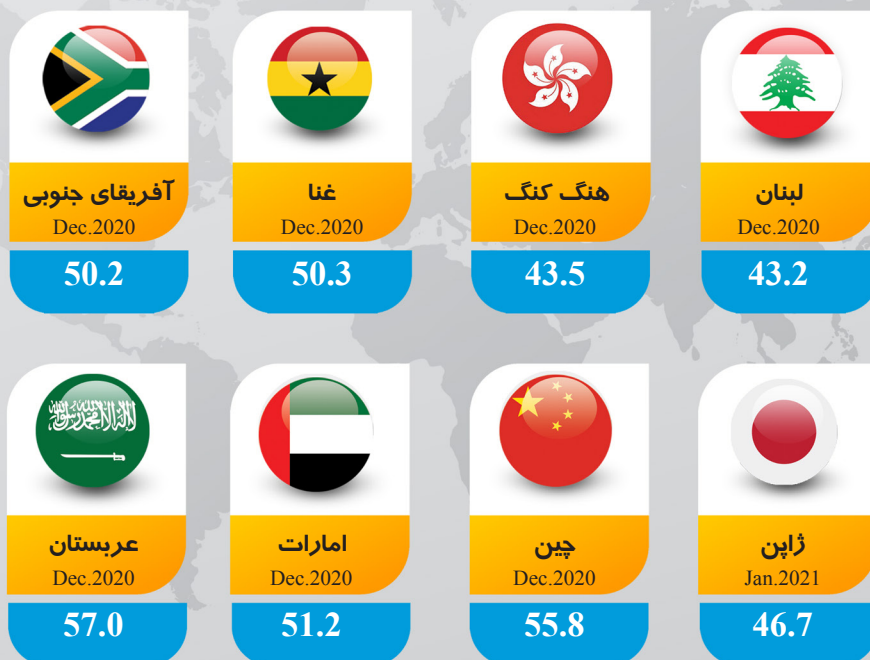 لبنان
Dec.2020
43.2
هنگ کنگ
Dec.2020
43.5
غنا
Dec.2020
50.3
آفریقای جنوبی
Dec.2020
50.2
ژاپن
Jan.2021
46.7
چین
Dec.2020
55.8
امارات
Dec.2020
51.2
عربستان
Dec.2020
57.0